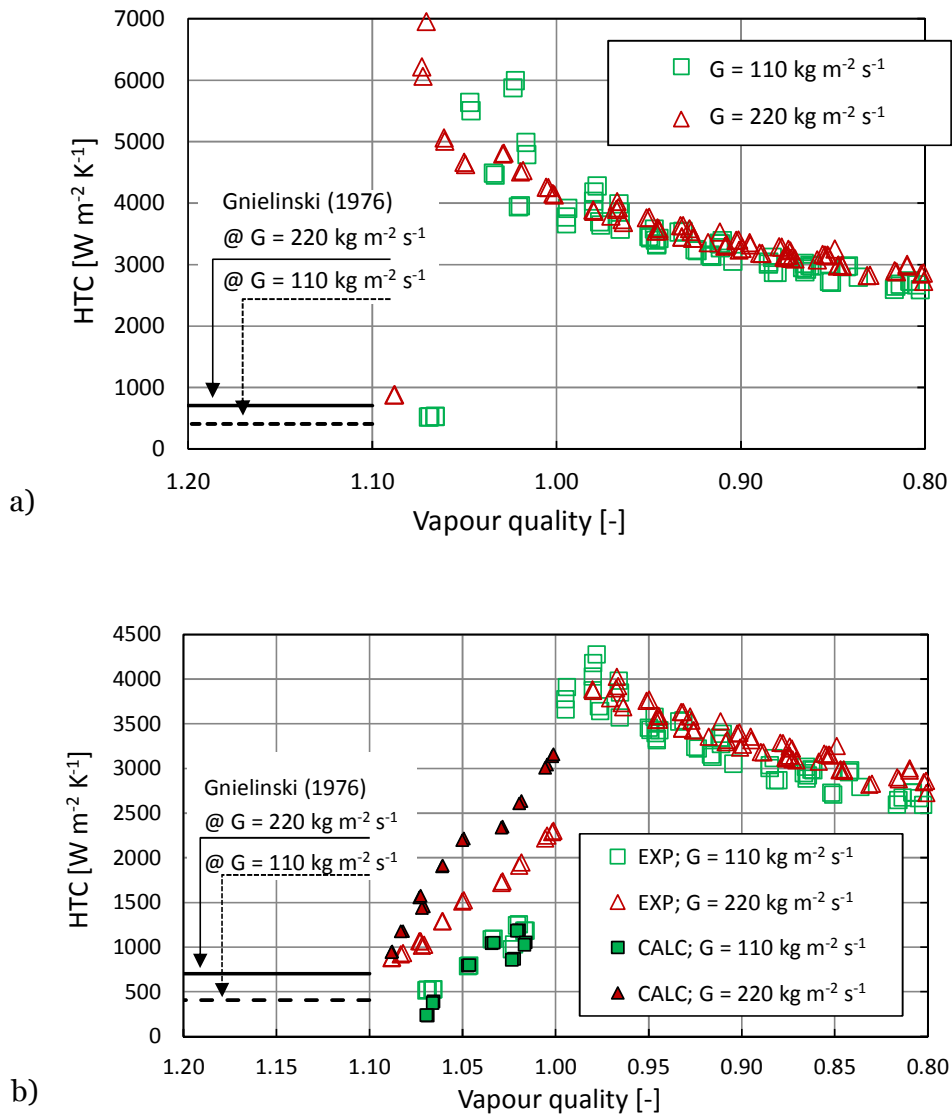 7000
6000
5000
4000
3000
2000
1000
0
HTC [W m⁻² K⁻¹]
G = 110 kg m⁻² s⁻¹
G = 220 kg m⁻² s⁻¹
Gnielinski (1976)
@ G = 220 kg m⁻² s⁻¹
@ G = 110 kg m⁻² s⁻¹
1.20 1.10 1.00 0.90 0.80
Vapour quality [-]
a)
4500
4000
3500
3000
2500
2000
1500
1000
500
0
HTC [W m⁻² K⁻¹]
Gnielinski (1976)
@ G = 220 kg m⁻² s⁻¹
@ G = 110 kg m⁻² s⁻¹
EXP; G = 110 kg m⁻² s⁻¹
EXP; G = 220 kg m⁻² s⁻¹
CALC; G = 110 kg m⁻² s⁻¹
CALC; G = 220 kg m⁻² s⁻¹
1.20 1.15 1.10 1.05 1.00 0.95 0.90 0.85 0.80
Vapour quality [-]
b)